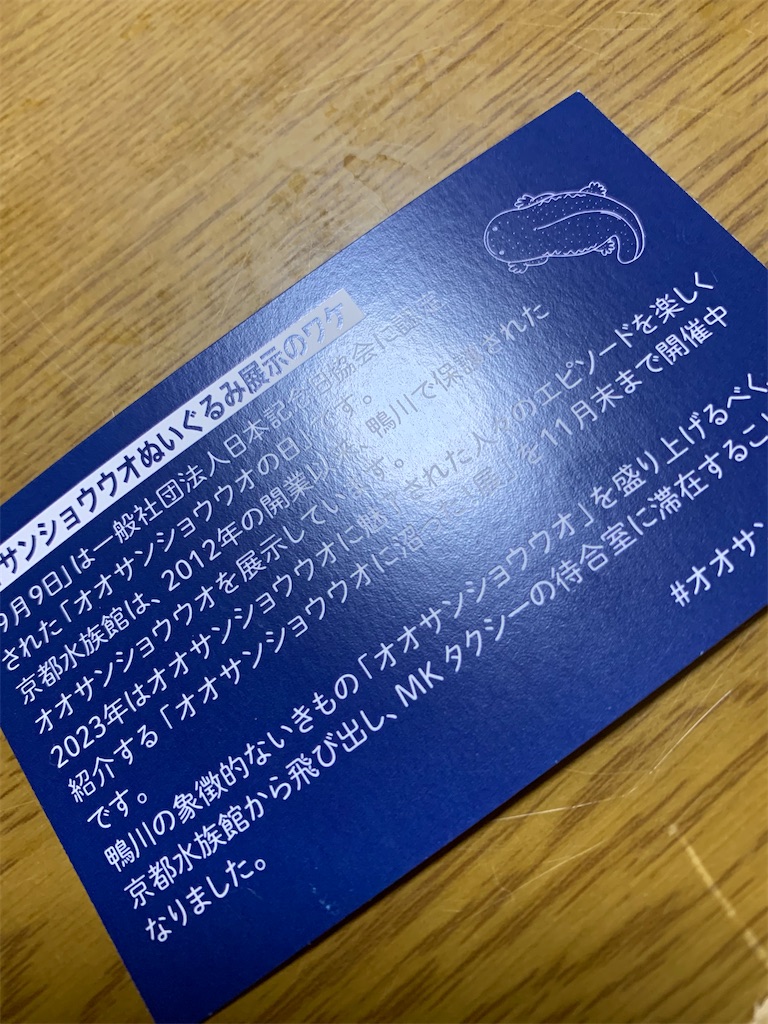 サンショウウオぬいぐるみ展示のワケ
9月9日」は一般社団法人日本記念日協会に
された「オオサンショウウオの日」です。
京都水族館は、2012年の開業以来、鴨川で保護された
オオサンショウウオを展示しています。
2023年はオオサンショウウオに魅了された人々のエピソードを楽しく
紹介する「オオサンショウウオに沼 を11月末まで開催中
です。
鴨川の象徴的ないきもの「オオサンショウウオ」を盛り上げるべく、
京都水族館から飛び出し、MKタクシーの待合室に滞在するこ
なりました。
#オオサン